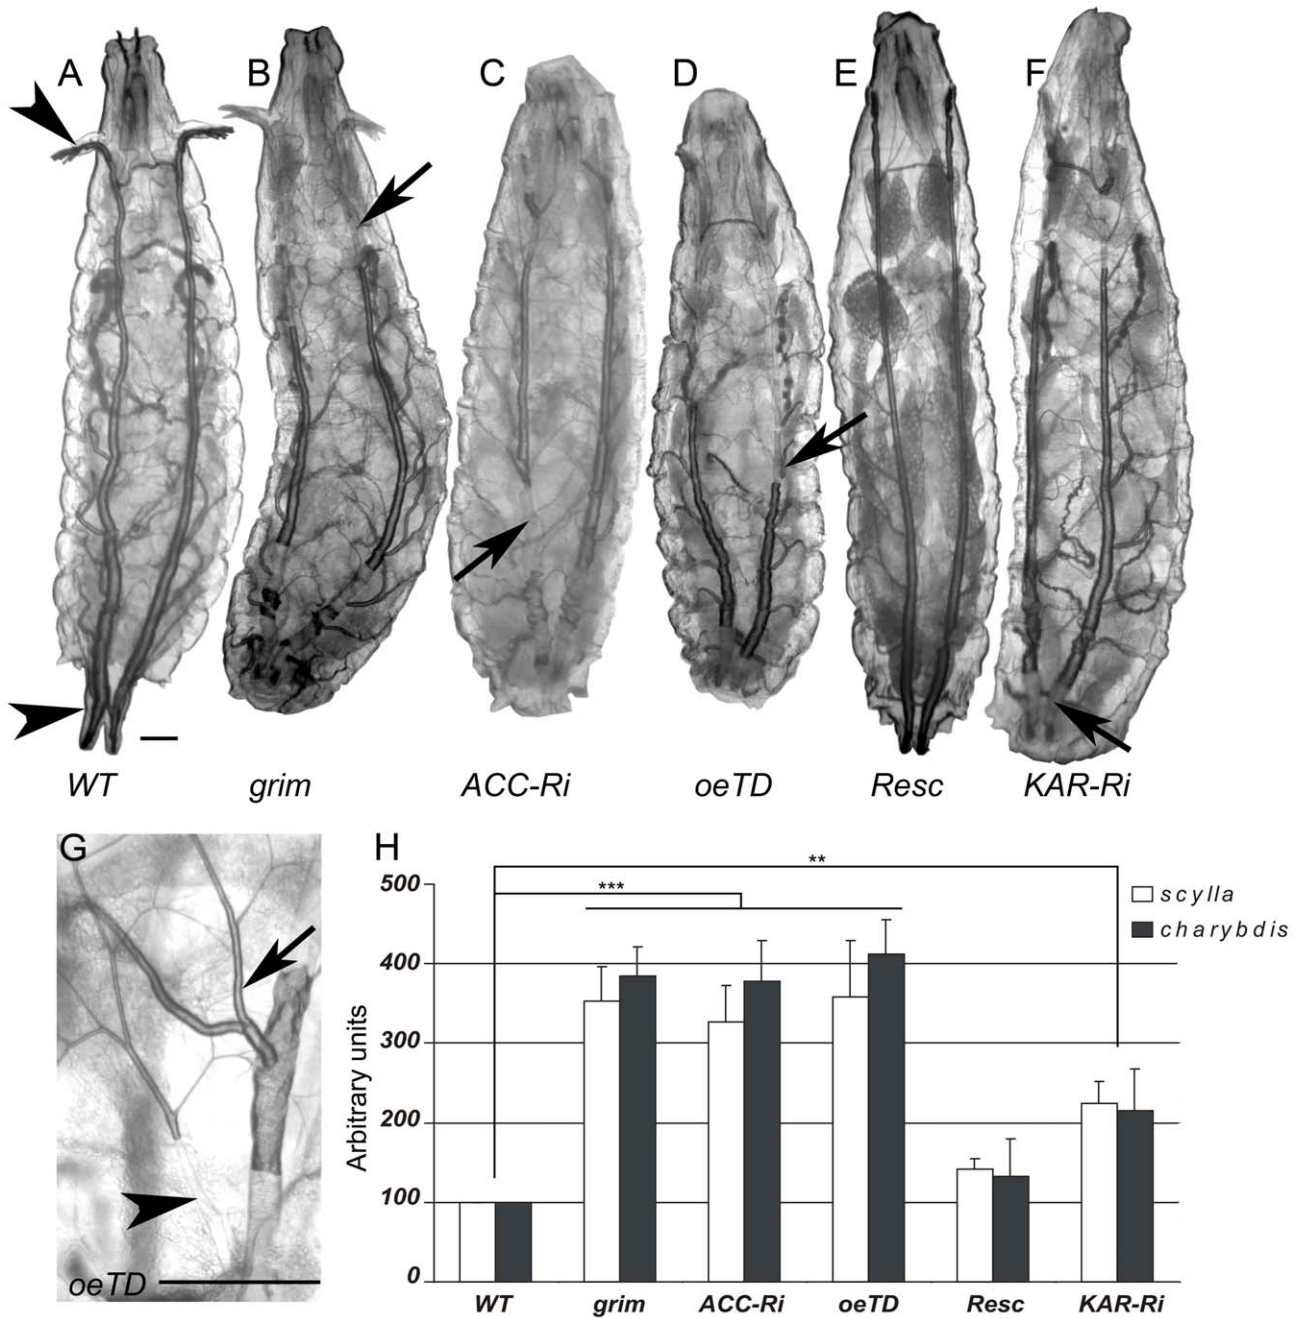 A B C D E F
WT grim ACC-Ri oeTD Resc KAR-Ri
G
oeTD
H
**
***
500
400
300
200
100
0
Arbitrary units
scylla
charybdis
WT grim ACC-Ri oeTD Resc KAR-Ri